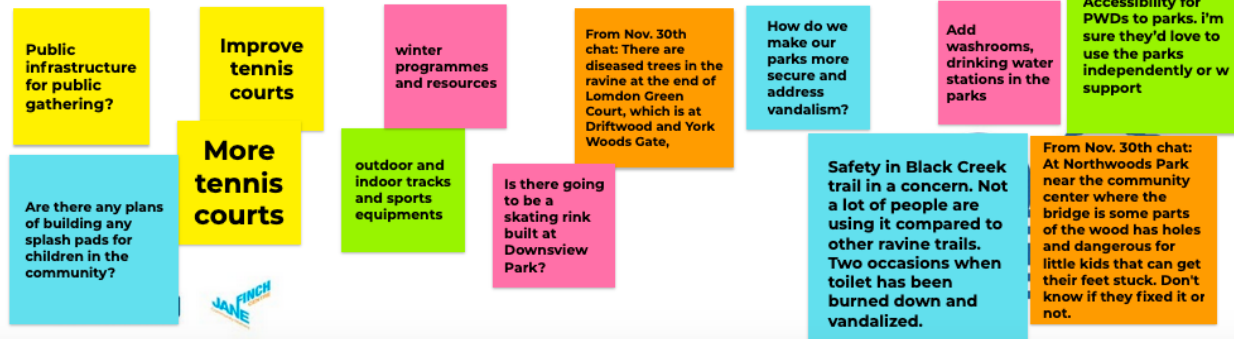 Public
infrastructure
for public
gathering?
Improve
tennis
courts
winter
programmes
and resources
From Nov. 30th
chat: There are
diseased trees in the
ravine at the end of
Lomdon Green
Court, which is at
Driftwood and York
Woods Gate,
How do we
make our
parks more
secure and
address
vandalism?
Add
washrooms,
drinking water
stations in the
parks
Accessibility for
PWDs to parks. i'm
sure they'd love to
use the parks
independently or w
support
Are there any plans
of building any
splash pads for
children in the
community?
More
tennis
courts
outdoor and
indoor tracks
and sports
equipments
Is there going
to be a
skating rink
built at
Downsview
Park?
Safety in Black Creek
trail in a concern. Not
a lot of people are
using it compared to
other ravine trails.
Two occasions when
toilet has been
burned down and
vandalized.
From Nov. 30th chat:
At Northwoods Park
near the community
center where the
bridge is some parts
of the wood has holes
and dangerous for
little kids that can get
their feet stuck. Don't
know if they fixed it or
not.
JANE
FINCH
CENTRE